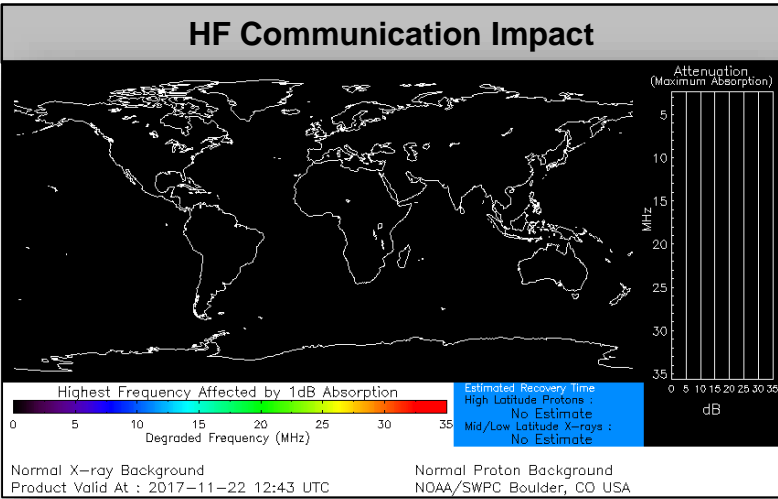 HF Communication Impact
Attenuation
(Maximum Absorption)
5
10
15
20
25
30
35
MHz
0 5 10 15 20 25 30 35
dB
Highest Frequency Affected by 1dB Absorption
0 5 10 15 20 25 30 35
Degraded Frequency (MHz)
Estimated Recovery Time
High Latitude Protons :
No Estimate
Mid/Low Latitude X-rays :
No Estimate
Normal X-ray Background
Normal Proton Background
Product Valid At : 2017-11-22 12:43 UTC
NOAA/SWPC Boulder, CO USA